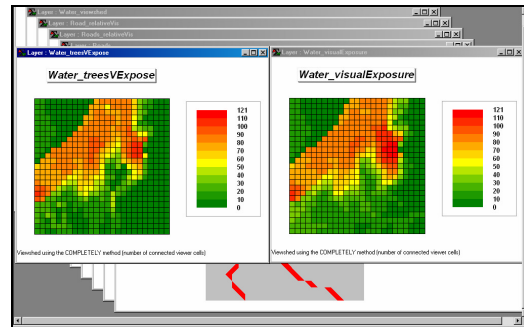 Layer : Water_viewshed
Layer : Road_relativeVis
Layer : Roads_relativeVis
Layer : Roads
Layer : Water_treesVExpose
Water_treesVExpose
121
110
100
90
80
70
60
50
40
30
20
10
0
Viewshed using the COMPLETELY method (number of connected viewer cells)
Layer : Water_visualExposure
Water_visualExposure
121
110
100
90
80
70
60
50
40
30
20
10
0
Viewshed using the COMPLETELY method (number of connected viewer cells)